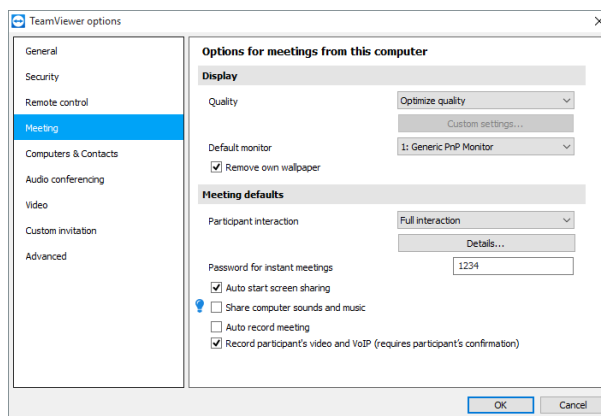 TeamViewer options
General
Security
Remote control
Meeting
Computers & Contacts
Audio conferencing
Video
Custom invitation
Advanced
Options for meetings from this computer
Display
Quality
Optimize quality
Custom settings...
Default monitor
1: Generic PnP Monitor
Remove own wallpaper
Meeting defaults
Participant interaction
Full interaction
Details...
Password for instant meetings
1234
Auto start screen sharing
Share computer sounds and music
Auto record meeting
Record participant's video and VoIP (requires participant's confirmation)
OK
Cancel